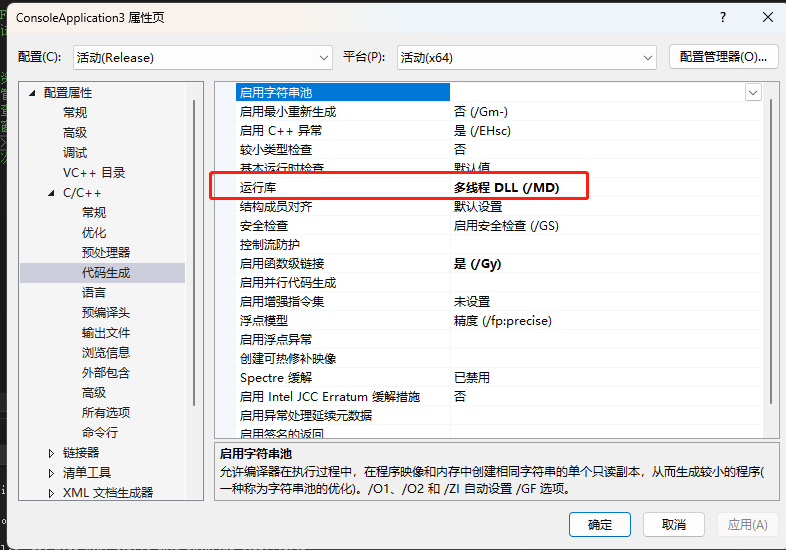 ConsoleApplication3 属性页
配置(C): 活动(Release) 平台(P): 活动(x64) 配置管理器(O)...
配置属性
常规
高级
调试
VC++ 目录
C/C++
常规
优化
预处理器
代码生成
语言
预编译头
输出文件
浏览信息
外部包含
高级
所有选项
命令行
链接器
清单工具
XML 文档生成器
启用字符串池
启用最小重新生成 否 (/Gm-)
启用 C++ 异常 是 (/EHsc)
较小类型检查 否
基本运行时检查 默认值
运行库 多线程 DLL (/MD)
结构成员对齐 默认设置
安全检查 启用安全检查 (/GS)
控制流防护
启用函数级链接 是 (/Gy)
启用并行代码生成
启用增强指令集 未设置
浮点模型 精度 (/fp:precise)
启用浮点异常
创建可热修补映像
Spectre 缓解 已禁用
启用 Intel JCC Erratum 缓解措施 否
启用异常处理延续元数据
启用签名的返回
启用字符串池
允许编译器在执行过程中，在程序映像和内存中创建相同字符串的单个只读副本，从而生成较小的程序(
一种称为字符串池的优化)。/O1、/O2 和 /ZI 自动设置 /GF 选项。
确定 取消 应用(A)